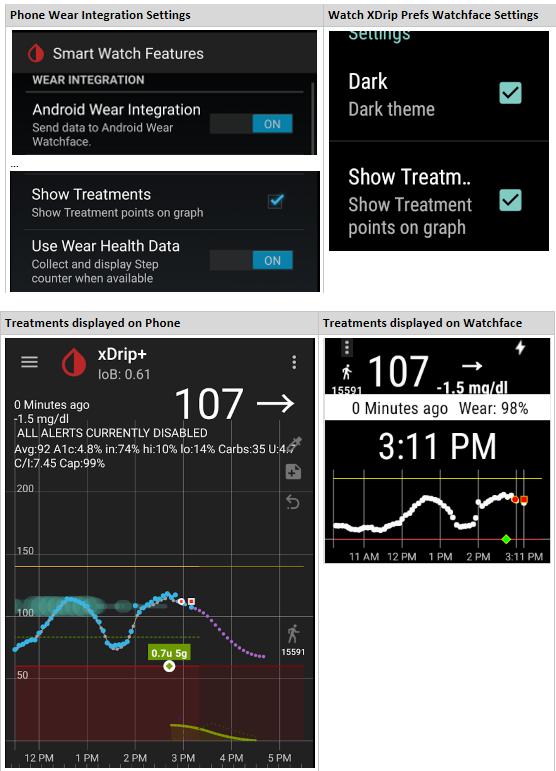 Phone Wear Integration Settings
Smart Watch Features
WEAR INTEGRATION
Android Wear Integration
Send data to Android Wear
Watchface.
ON
...
Show Treatments
Show Treatment points on graph
Use Wear Health Data
Collect and display Step
counter when available
ON
Watch XDrip Prefs Watchface Settings
Settings
Dark
Dark theme
Show Treatm..
Show Treatment
points on graph
Treatments displayed on Phone
xDrip+
IoB: 0.61
107 →
0 Minutes ago
-1.5 mg/dl
ALL ALERTS CURRENTLY DISABLED
Avg:92 A1c:4.8% in:74% hi:10% lo:14% Carbs:35 U:4.7
C/I:7.45 Cap:99%
200
150
100
50
15591
0.7u 5g
12 PM 1 PM 2 PM 3 PM 4 PM 5 PM
Treatments displayed on Watchface
107 →
15591
-1.5 mg/dl
0 Minutes ago Wear: 98%
3:11 PM
11 AM 12 PM 1 PM 2 PM 3:11 PM